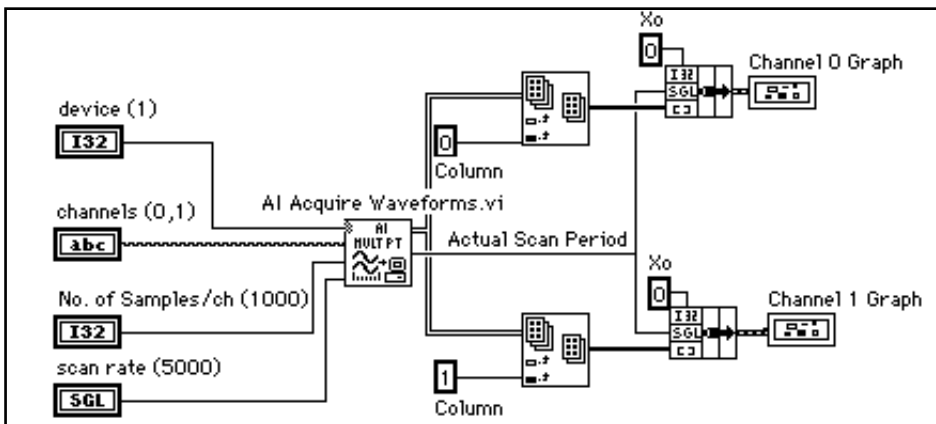 Xo
0
I32
SGL
[ ]
Channel 0 Graph
device (1)
I32
0
Column
AI Acquire Waveforms.vi
channels (0,1)
abc
AI
MULT PT
Actual Scan Period
Xo
0
I32
SGL
[ ]
Channel 1 Graph
No. of Samples/ch (1000)
I32
scan rate (5000)
SGL
1
Column